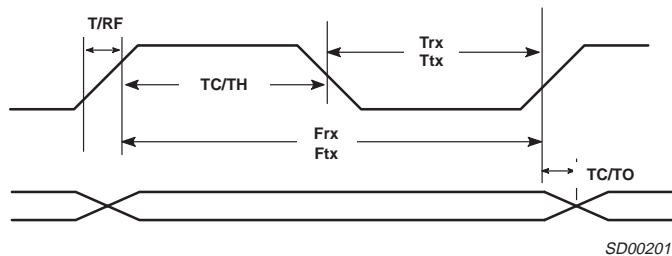 T/RF
Trx
Ttx
TC/TH
Frx
Ftx
TC/TO
SD00201